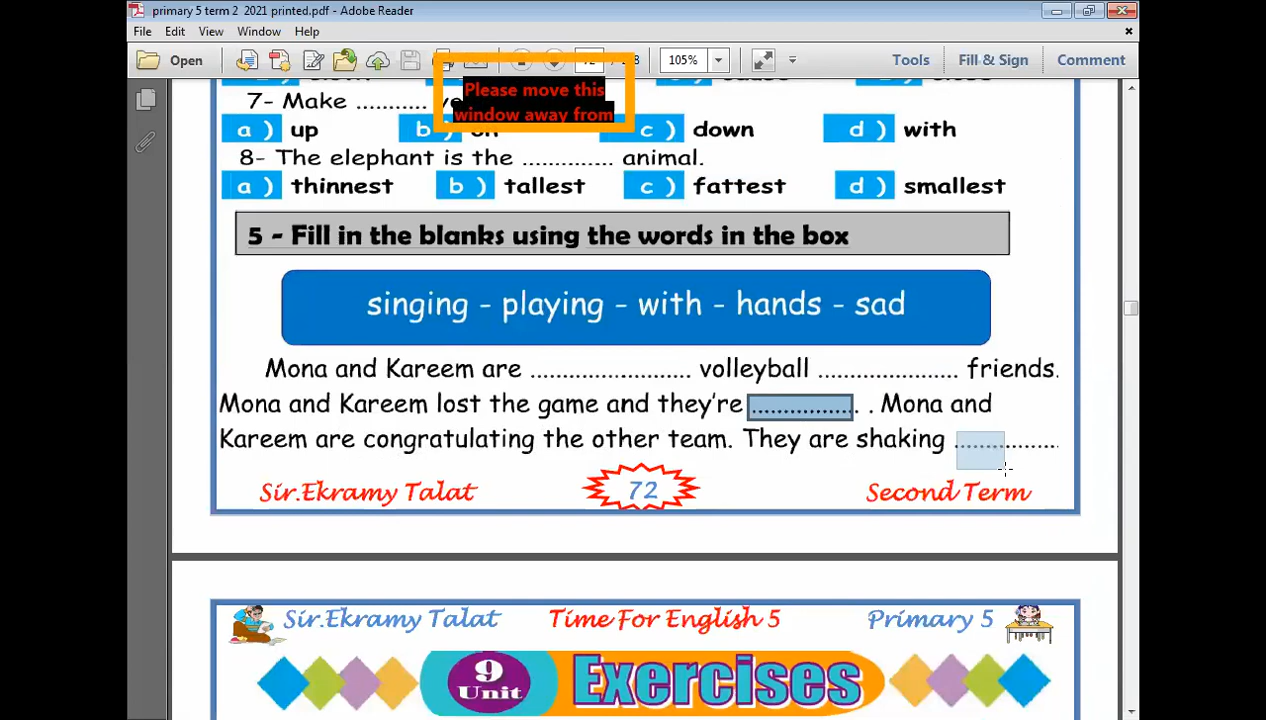 primary 5 term 2 2021 printed.pdf - Adobe Reader
File Edit View Window Help
Open 105% Tools Fill & Sign Comment
Please move this
window away from
7- Make ...........
a ) up b ) c ) down d ) with
8- The elephant is the .............. animal.
a ) thinnest b ) tallest c ) fattest d ) smallest
5 - Fill in the blanks using the words in the box
singing - playing - with - hands - sad
Mona and Kareem are ........................ volleyball ..................... friends.
Mona and Kareem lost the game and they're ................. . Mona and
Kareem are congratulating the other team. They are shaking ................
Sir.Ekramy Talat 72 Second Term
Sir.Ekramy Talat Time For English 5 Primary 5
9
Unit
Exercises